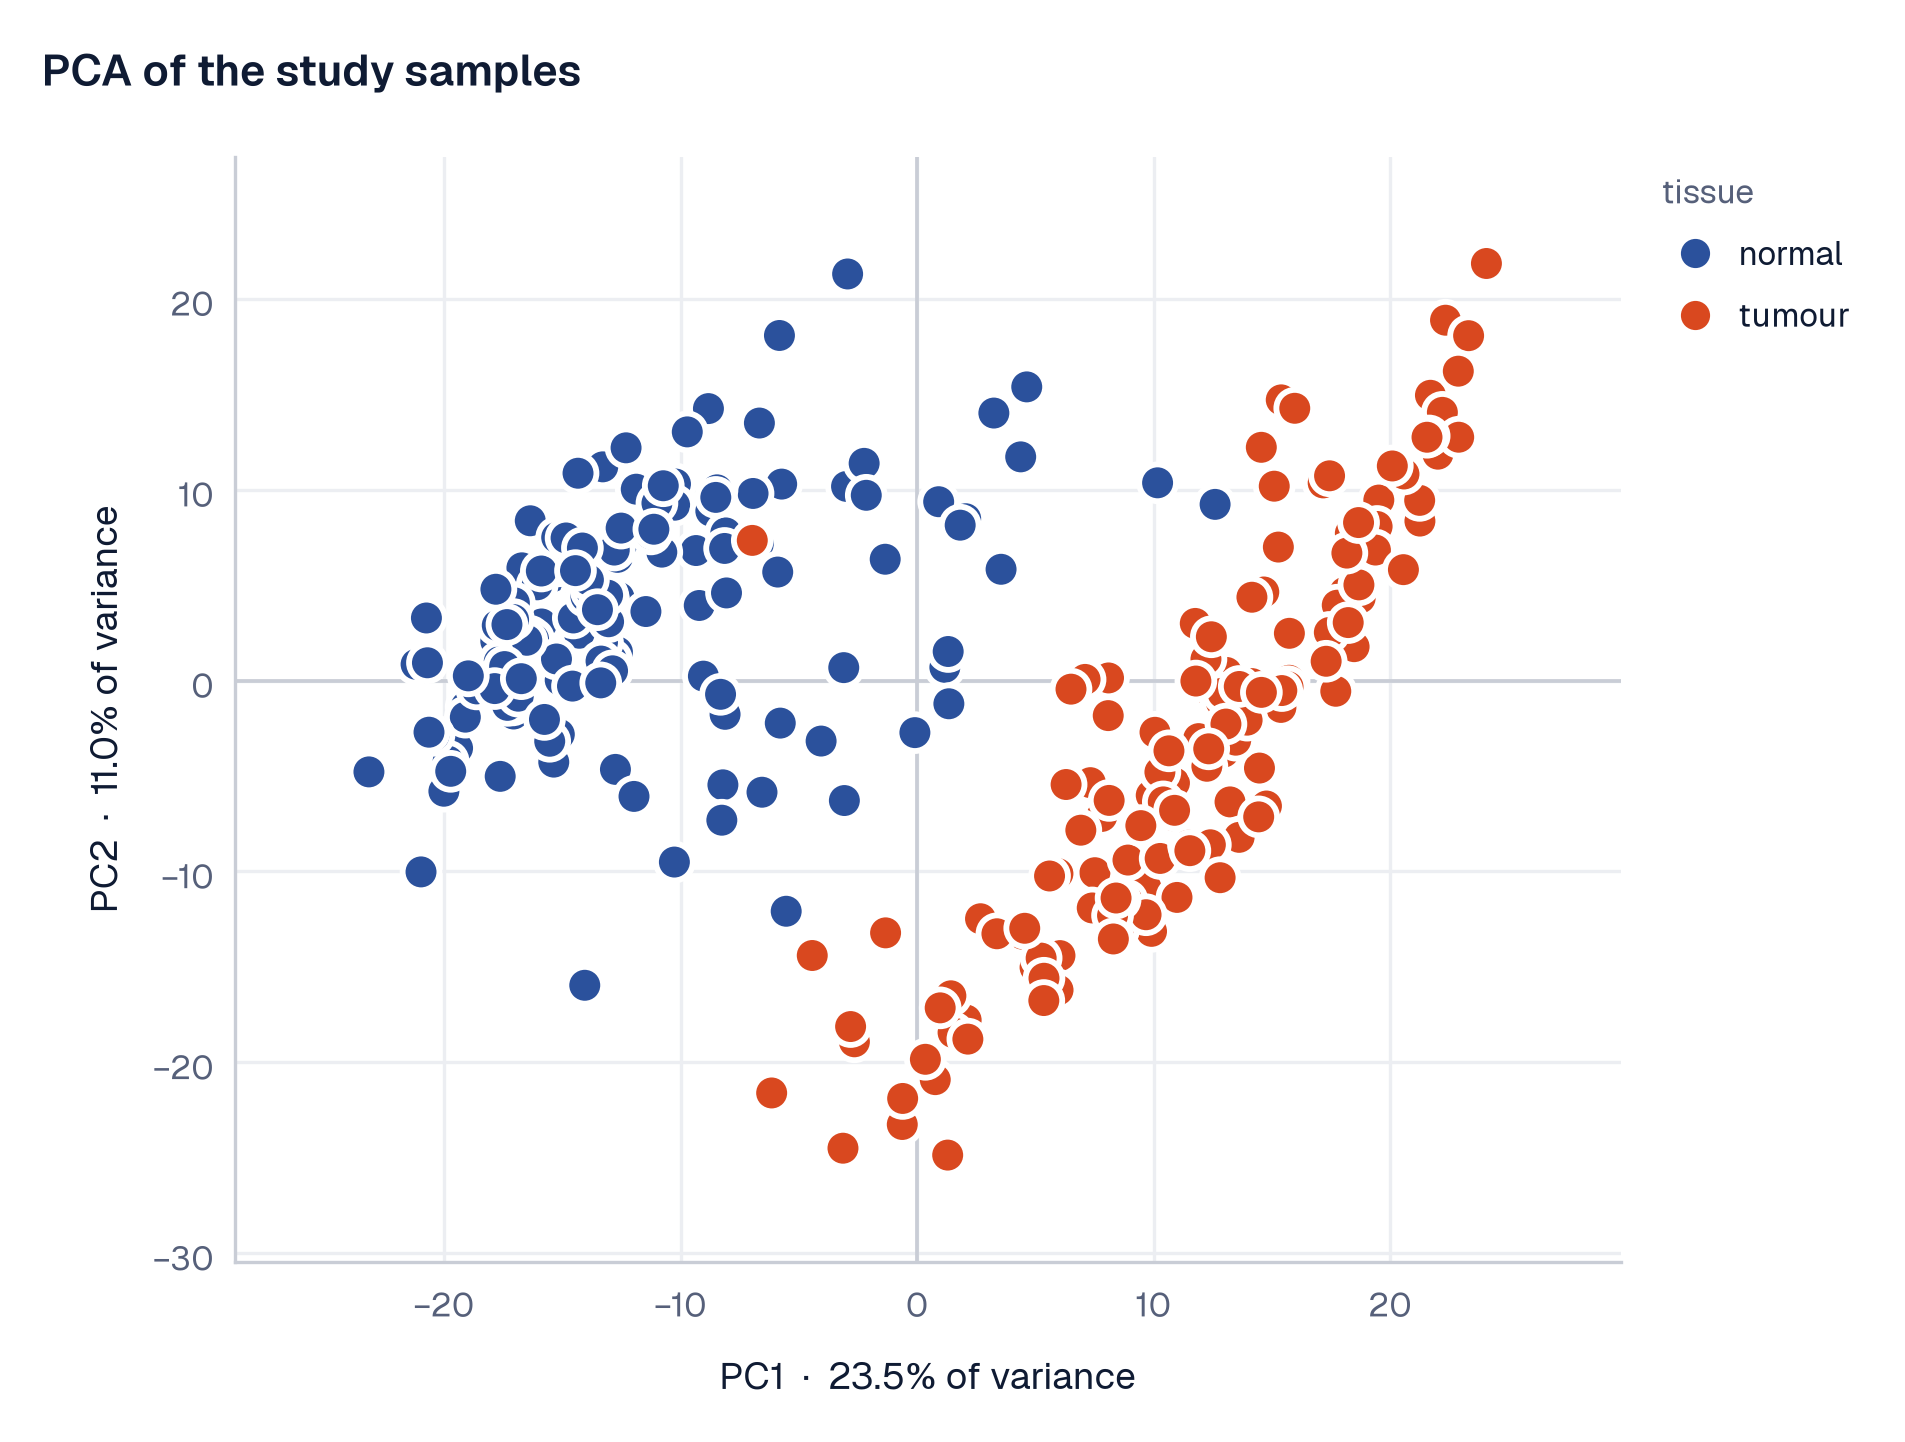 PCA of the study samples
tissue
normal
tumour
PC2 · 11.0% of variance
20
10
0
−10
−20
−30
−20
−10
0
10
20
PC1 · 23.5% of variance